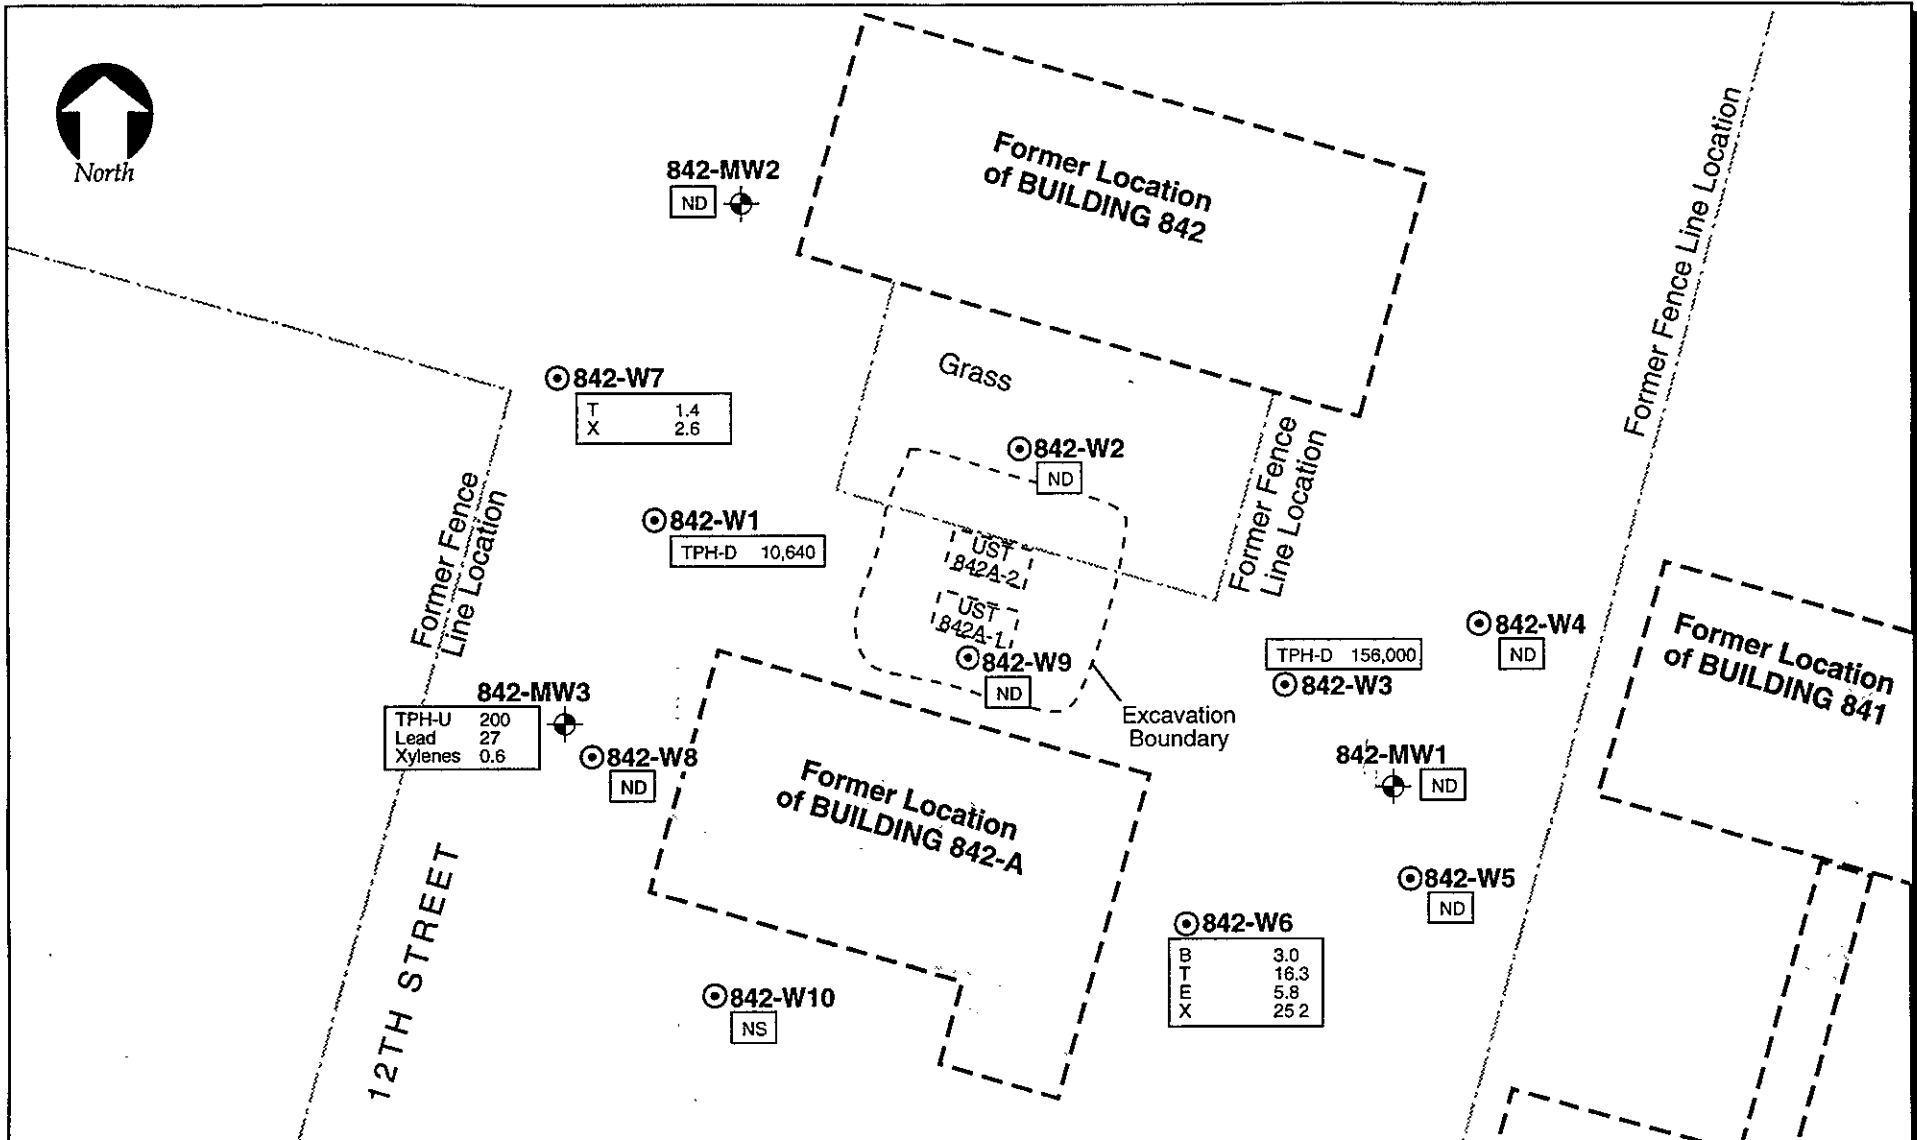 North
842-MW2
ND
Former Location
of BUILDING 842
Former Fence Line Location
842-W7
T 1.4
X 2.6
Grass
842-W2
ND
Former Fence
Line Location
842-W1
TPH-D 10,640
UST
842A-2
UST
842A-1
Former Fence
Line Location
842-W9
ND
Excavation
Boundary
TPH-D 156,000
842-W3
842-W4
ND
Former Location
of BUILDING 841
842-MW3
TPH-U 200
Lead 27
Xylenes 0.6
842-W8
ND
842-MW1
ND
Former Location
of BUILDING 842-A
842-W5
ND
842-W6
B 3.0
T 16.3
E 5.8
X 25 2
12TH STREET
842-W10
NS